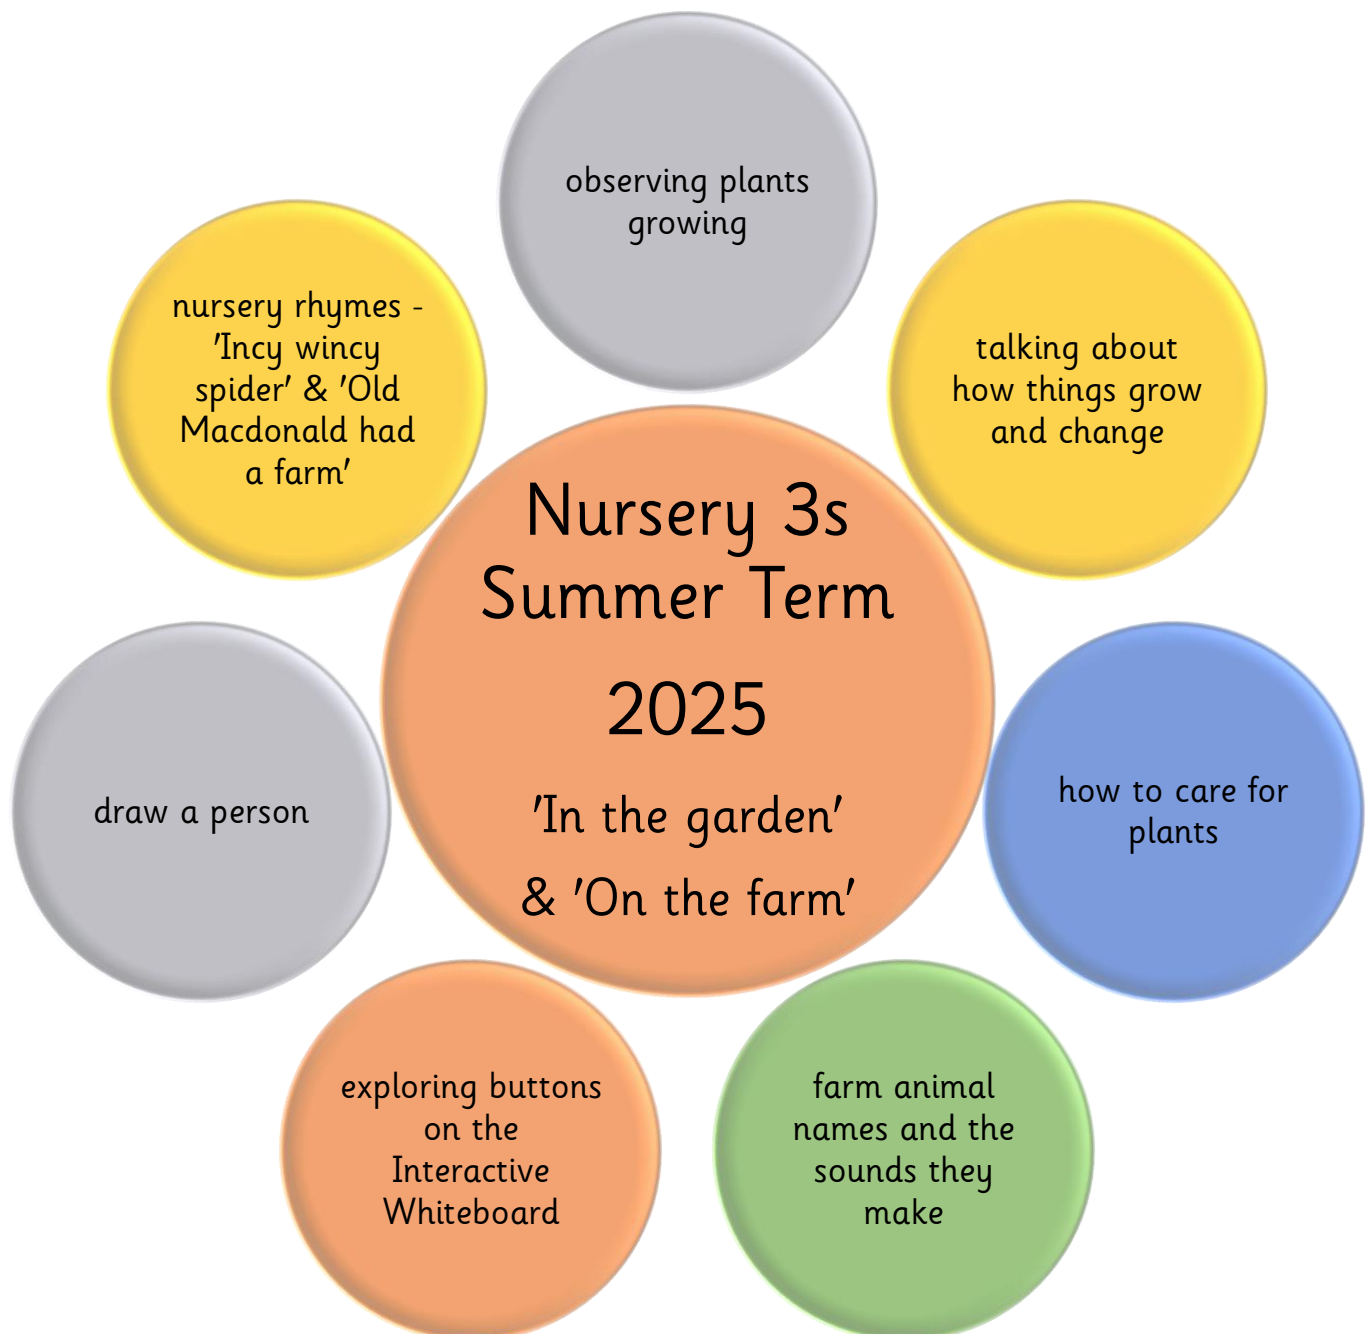 observing plants
growing
nursery rhymes -
'Incy wincy
spider' & 'Old
Macdonald had
a farm'
talking about
how things grow
and change
Nursery 3s
Summer Term
2025
'In the garden'
& 'On the farm'
draw a person
how to care for
plants
exploring buttons
on the
Interactive
Whiteboard
farm animal
names and the
sounds they
make